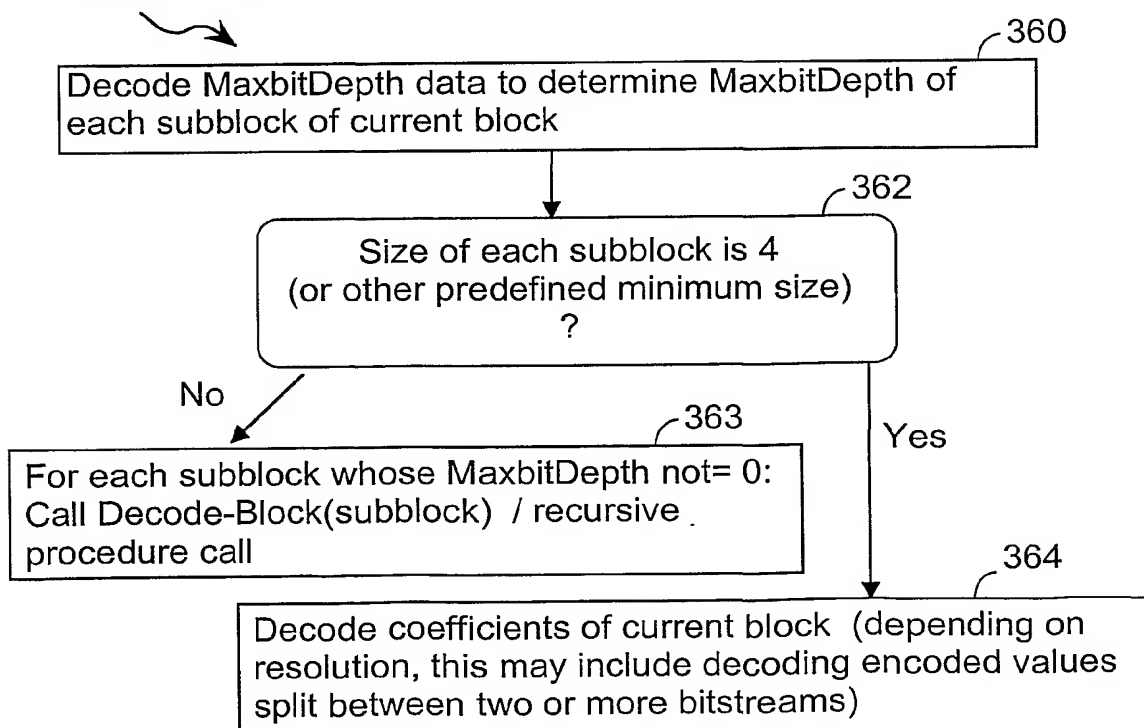 360
Decode MaxbitDepth data to determine MaxbitDepth of
each subblock of current block
362
Size of each subblock is 4
(or other predefined minimum size)
?
No
Yes
363
For each subblock whose MaxbitDepth not= 0:
Call Decode-Block(subblock) / recursive
procedure call
364
Decode coefficients of current block (depending on
resolution, this may include decoding encoded values
split between two or more bitstreams)